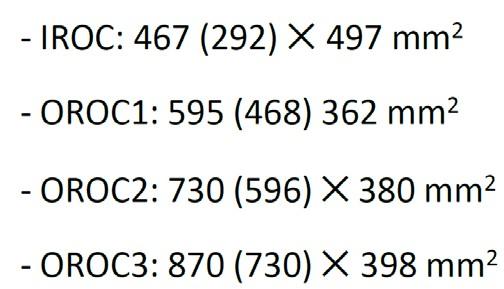 - IROC: 467 (292) × 497 mm²
- OROC1: 595 (468) 362 mm²
- OROC2: 730 (596) × 380 mm²
- OROC3: 870 (730) × 398 mm²